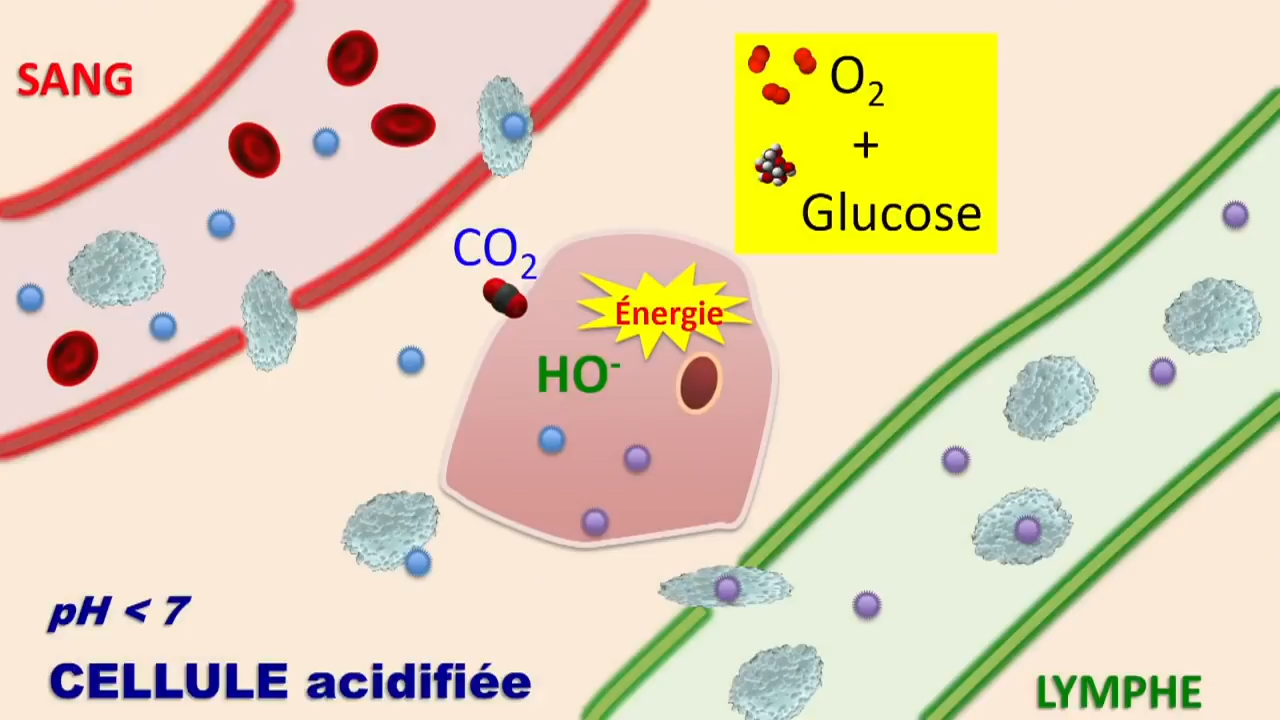 SANG
O₂
+
Glucose
CO₂
Énergie
HO⁻
pH < 7
CELLULE acidifiée
LYMPHE